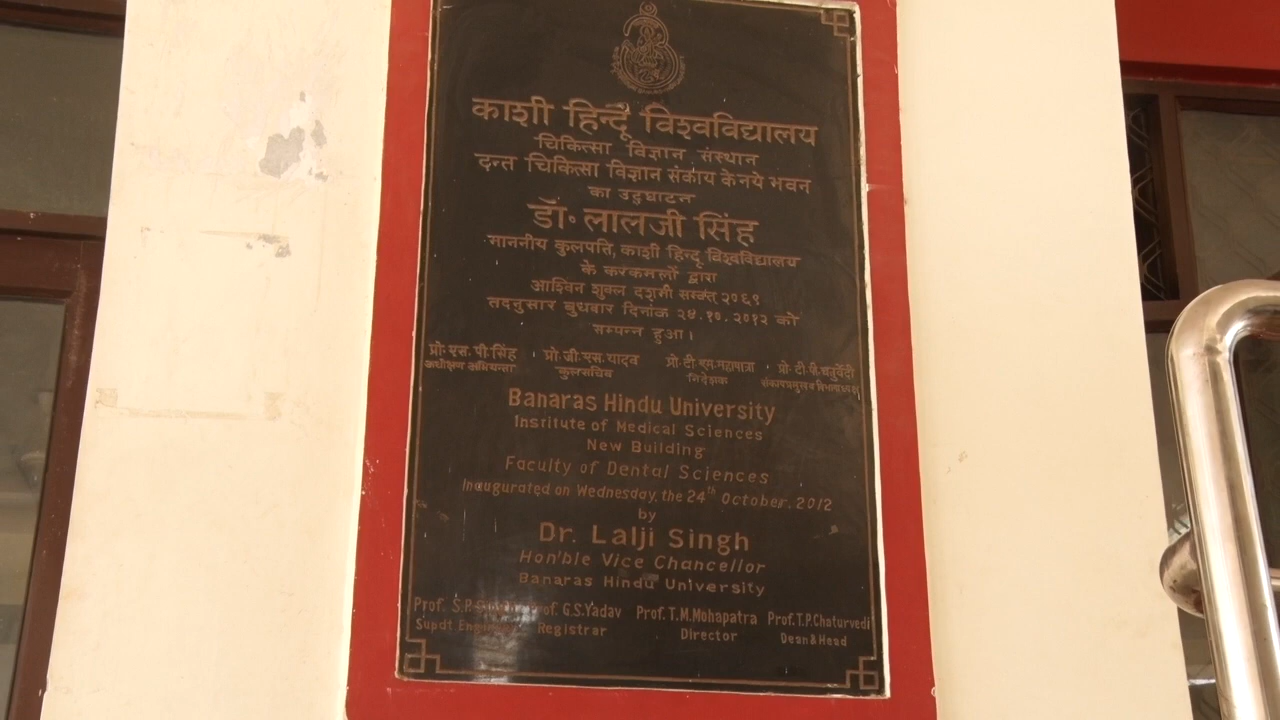 काशी हिन्दू विश्वविद्यालय
चिकित्सा विज्ञान संस्थान
दन्त चिकित्सा विज्ञान संकाय के नये भवन
का उद्घाटन
डॉ. लालजी सिंह
माननीय कुलपति, काशी हिन्दू विश्वविद्यालय
के करकमलों द्वारा
आश्विन शुक्ल दशमी सम्वत् २०६९
तदनुसार बुधवार दिनांक २४.१०.२०१२ को
सम्पन्न हुआ।
प्रो.एस.पी.सिंह प्रो.जी.एस.यादव प्रो.टी.एम.महापात्रा प्रो.टी.पी.चतुर्वेदी
अधीक्षण अभियन्ता कुलसचिव निदेशक संकायप्रमुख एवं विभागाध्यक्ष
Banaras Hindu University
Institute of Medical Sciences
New Building
Faculty of Dental Sciences
Inaugurated on Wednesday, the 24th October, 2012
by
Dr. Lalji Singh
Hon'ble Vice Chancellor
Banaras Hindu University
Prof. S.P.Singh Prof. G.S.Yadav Prof. T.M.Mohapatra Prof. T.P.Chaturvedi
Supdt. Engineer Registrar Director Dean & Head